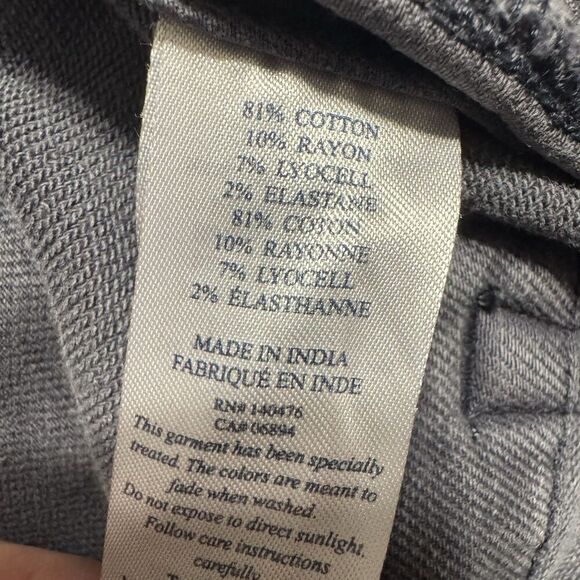 81% COTTON
10% RAYON
7% LYOCELL
2% ELASTANE
81% COTON
10% RAYONNE
7% LYOCELL
2% ÉLASTHANNE
MADE IN INDIA
FABRIQUÉ EN INDE
RN# 140476
CA# 06894
This garment has been specially
treated. The colors are meant to
fade when washed.
Do not expose to direct sunlight.
Follow care instructions
carefully.